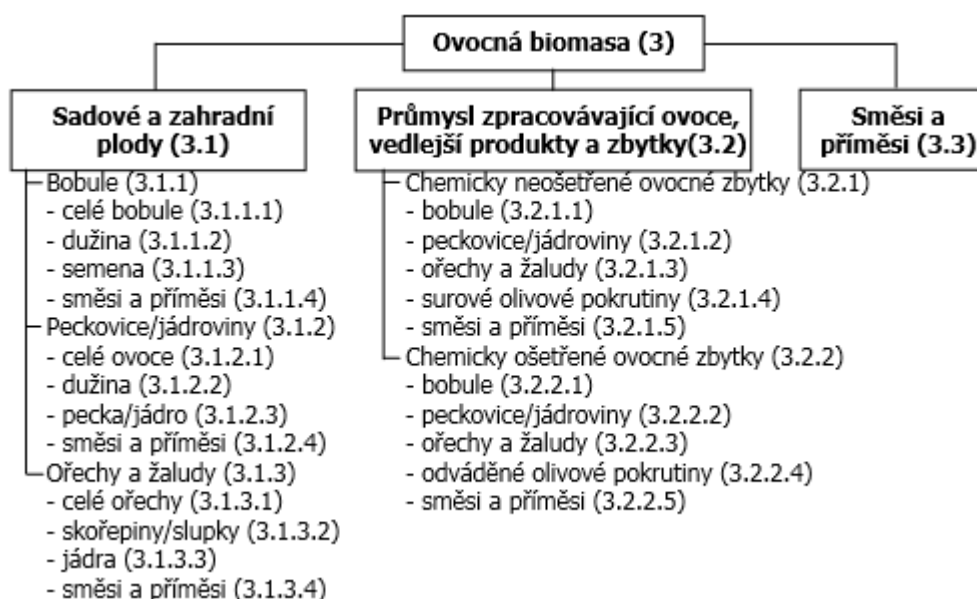 Ovocná biomasa (3)
Sadové a zahradní
plody (3.1)
Bobule (3.1.1)
- celé bobule (3.1.1.1)
- dužina (3.1.1.2)
- semena (3.1.1.3)
- směsi a příměsi (3.1.1.4)
Peckovice/jádroviny (3.1.2)
- celé ovoce (3.1.2.1)
- dužina (3.1.2.2)
- pecka/jádro (3.1.2.3)
- směsi a příměsi (3.1.2.4)
Ořechy a žaludy (3.1.3)
- celé ořechy (3.1.3.1)
- skořepiny/slupky (3.1.3.2)
- jádra (3.1.3.3)
- směsi a příměsi (3.1.3.4)
Průmysl zpracovávající ovoce,
vedlejší produkty a zbytky(3.2)
Chemicky neošetřené ovocné zbytky (3.2.1)
- bobule (3.2.1.1)
- peckovice/jádroviny (3.2.1.2)
- ořechy a žaludy (3.2.1.3)
- surové olivové pokrutiny (3.2.1.4)
- směsi a příměsi (3.2.1.5)
Chemicky ošetřené ovocné zbytky (3.2.2)
- bobule (3.2.2.1)
- peckovice/jádroviny (3.2.2.2)
- ořechy a žaludy (3.2.2.3)
- odváděné olivové pokrutiny (3.2.2.4)
- směsi a příměsi (3.2.2.5)
Směsi a
příměsi (3.3)